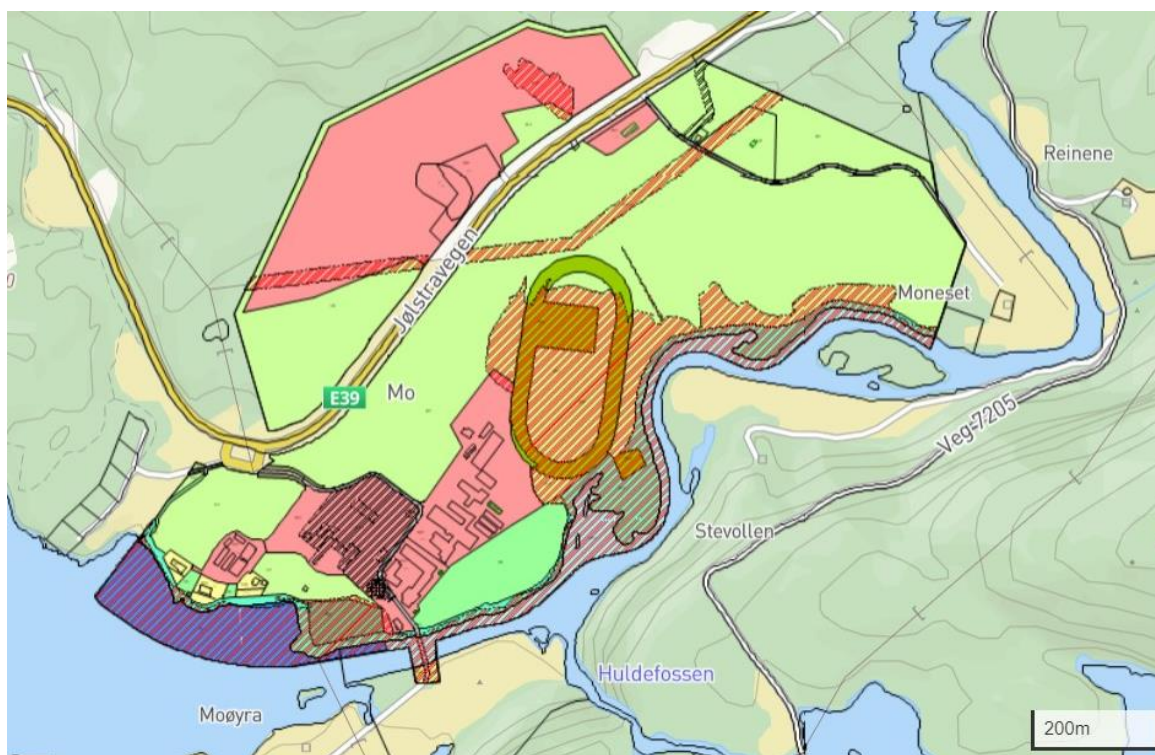 Reinene
Jølstravegen
Moneset
E39
Mo
Veg-7205
Stevollen
Huldefossen
Moøyra
200m